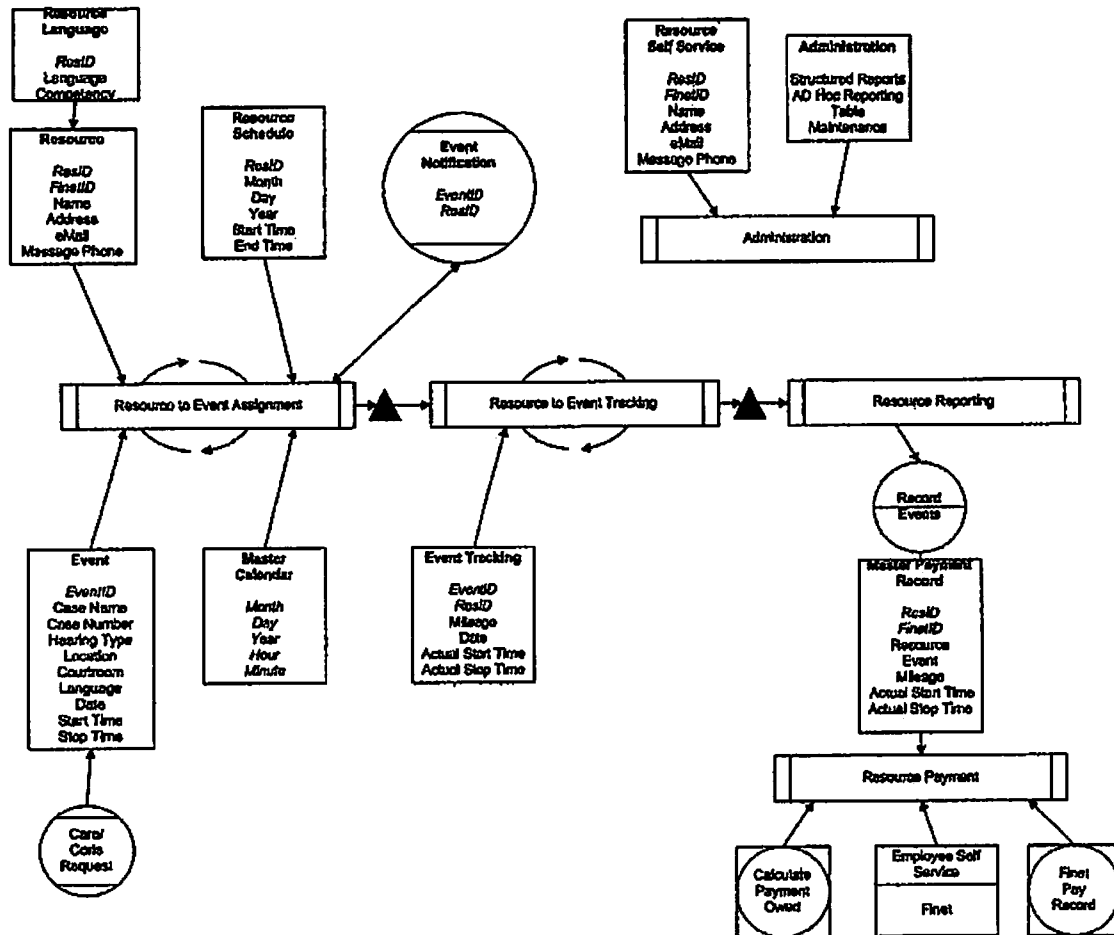 Resource
Language
ResID
Language
Competency
Resource
ResID
FinetID
Name
Address
eMail
Message Phone
Resource
Schedule
ResID
Month
Day
Year
Start Time
End Time
Event
Notification
EventID
ResID
Resource
Self Service
ResID
FinetID
Name
Address
eMail
Message Phone
Administration
Structured Reports
AD Hoc Reporting
Table
Maintenance
Administration
Resource to Event Assignment
Resource to Event Tracking
Resource Reporting
Record
Events
Event
EventID
Case Name
Case Number
Hearing Type
Location
Courtroom
Language
Date
Start Time
Stop Time
Master
Calendar
Month
Day
Year
Hour
Minute
Event Tracking
EventID
ResID
Mileage
Date
Actual Start Time
Actual Stop Time
Master Payment
Record
ResID
FinetID
Resource
Event
Mileage
Actual Start Time
Actual Stop Time
Resource Payment
Care/
Coris
Request
Calculate
Payment
Owed
Employee Self
Service
Finet
Finet
Pay
Record